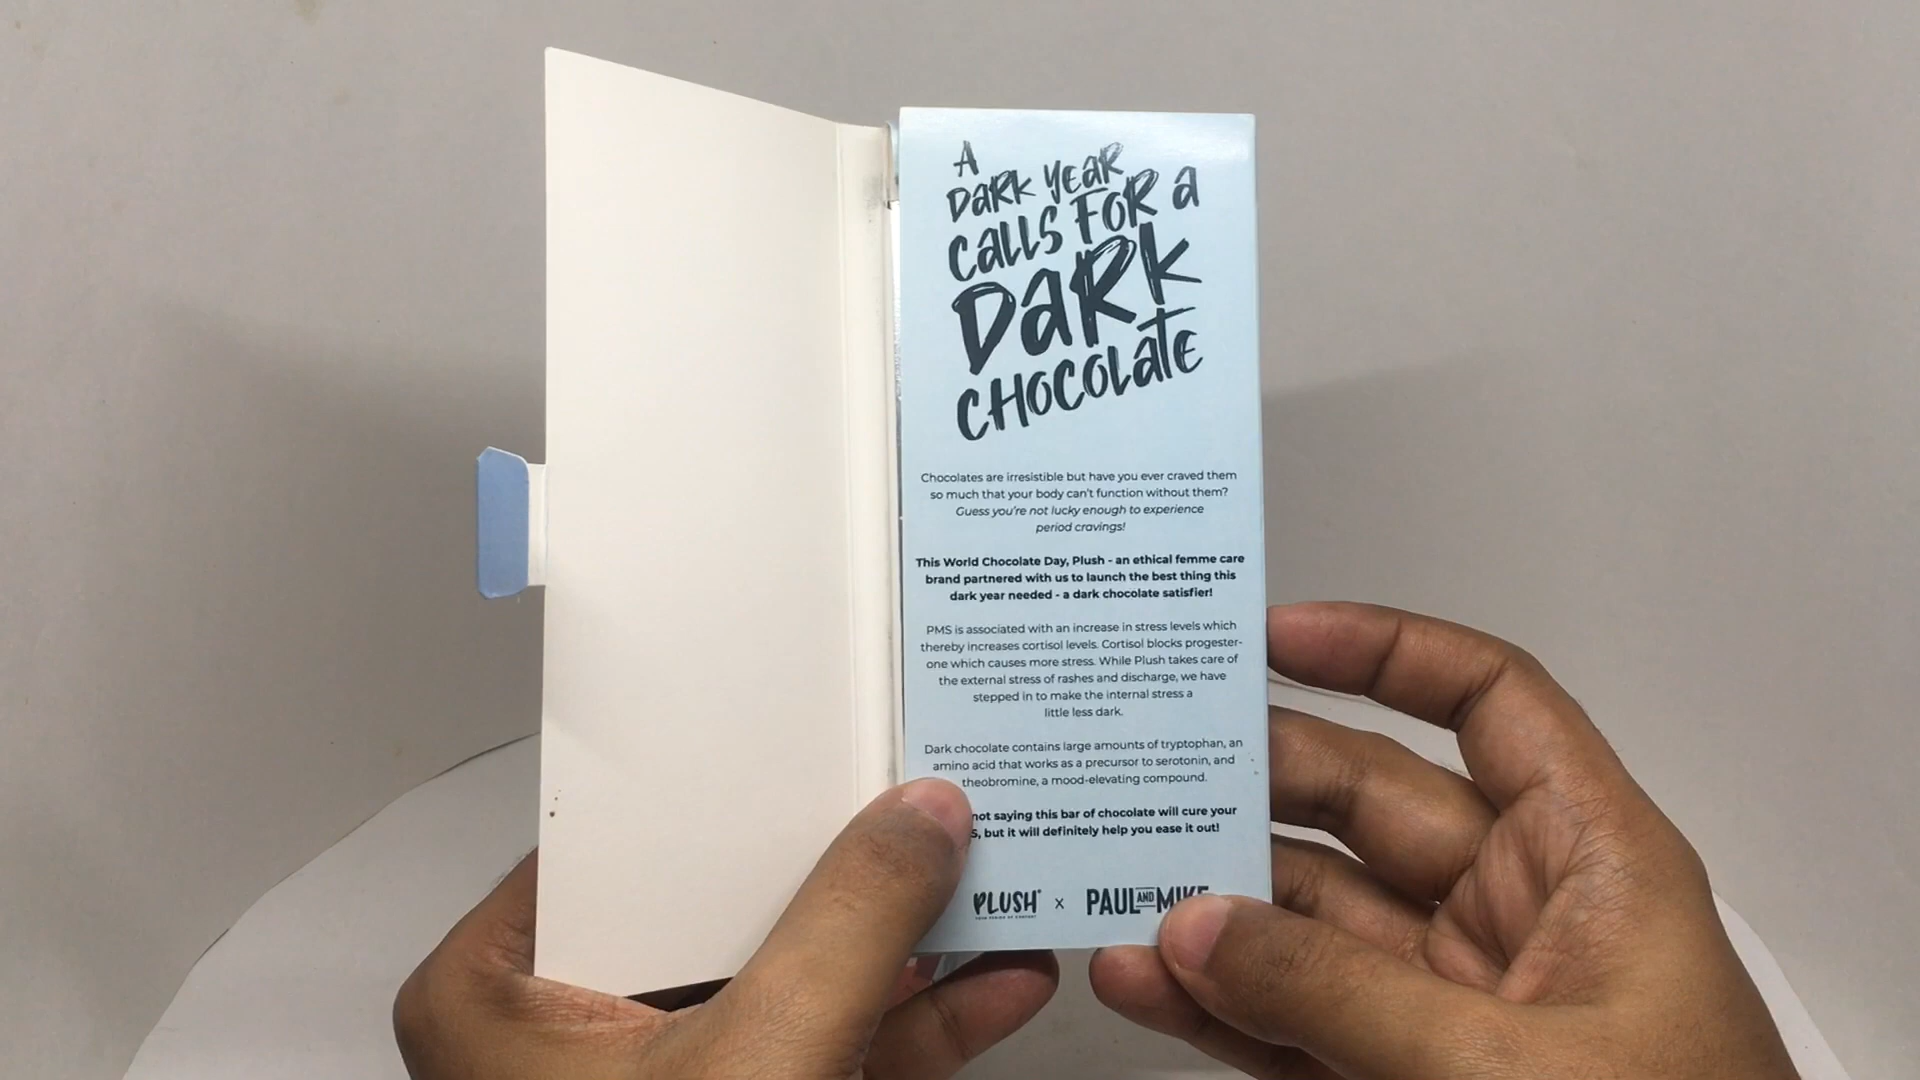 A
DARK YEAR
CALLS FOR A
DARK
CHOCOLATE
Chocolates are irresistible but have you ever craved them
so much that your body can't function without them?
Guess you're not lucky enough to experience
period cravings!
This World Chocolate Day, Plush - an ethical femme care
brand partnered with us to launch the best thing this
dark year needed - a dark chocolate satisfier!
PMS is associated with an increase in stress levels which
thereby increases cortisol levels. Cortisol blocks progester-
one which causes more stress. While Plush takes care of
the external stress of rashes and discharge, we have
stepped in to make the internal stress a
little less dark.
Dark chocolate contains large amounts of tryptophan, an
amino acid that works as a precursor to serotonin, and
theobromine, a mood-elevating compound.
not saying this bar of chocolate will cure your
S, but it will definitely help you ease it out!
PLUSH x PAUL AND MIKE